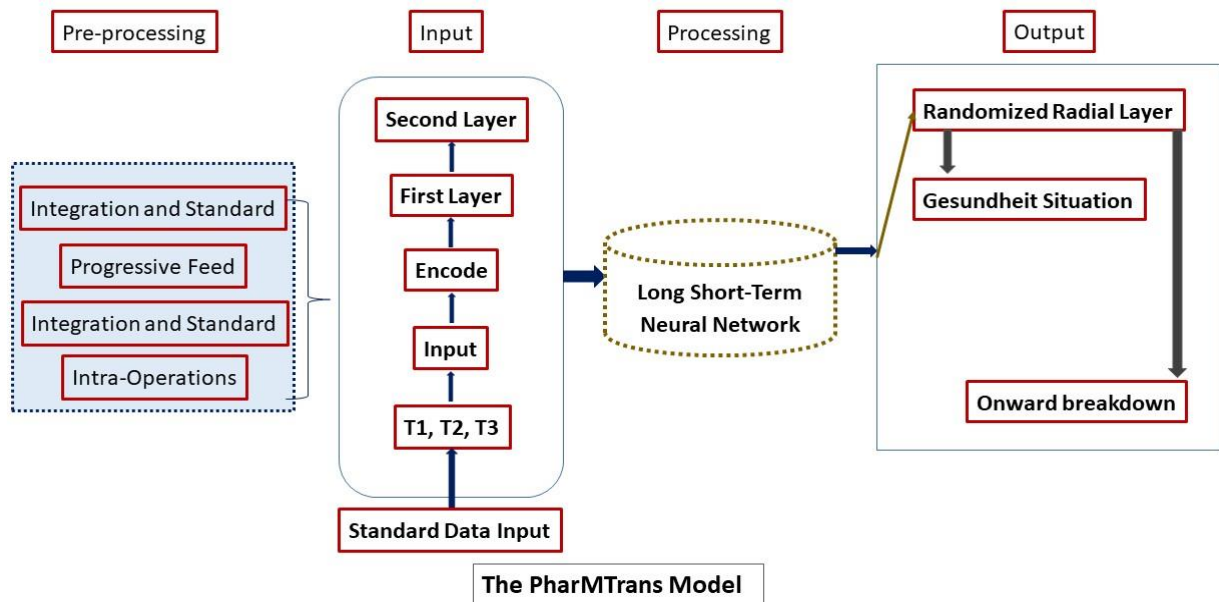 Pre-processing
Input
Processing
Output
Integration and Standard
Progressive Feed
Integration and Standard
Intra-Operations
Second Layer
First Layer
Encode
Input
T1, T2, T3
Standard Data Input
Long Short-Term
Neural Network
Randomized Radial Layer
Gesundheit Situation
Onward breakdown
The PharMTrans Model